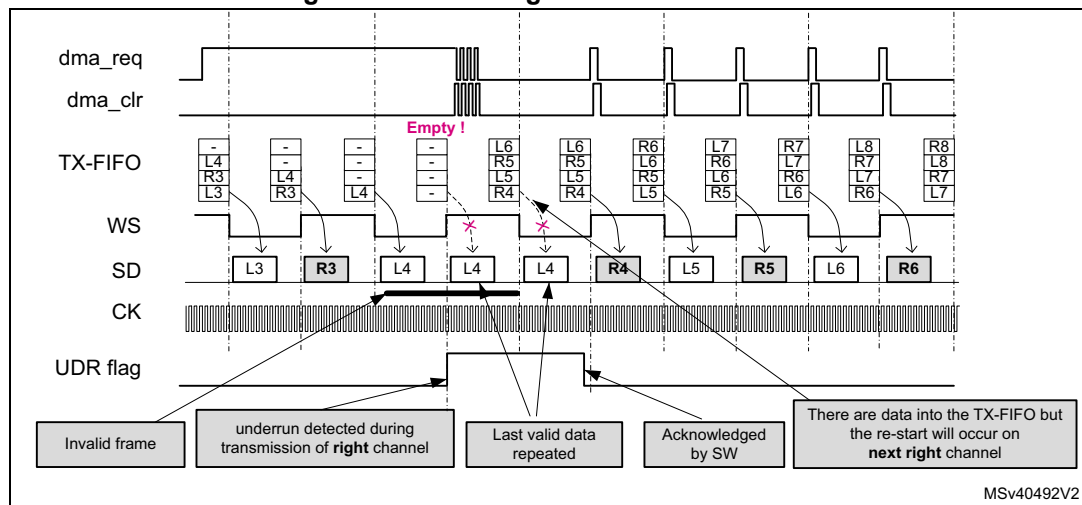 dma_req
dma_clr
Empty !
TX-FIFO
- - - - L6 L6 R6 L7 R7 L8 R8
L4 - - - R5 R5 L6 R6 L7 R7 L8
R3 L4 - - L5 L5 R5 L6 R6 L7 R7
L3 R3 L4 - R4 R4 L5 R5 L6 R6 L7
WS
SD
L3 R3 L4 L4 L4 R4 L5 R5 L6 R6
CK
UDR flag
Invalid frame
underrun detected during
transmission of right channel
Last valid data
repeated
Acknowledged
by SW
There are data into the TX-FIFO but
the re-start will occur on
next right channel
MSv40492V2